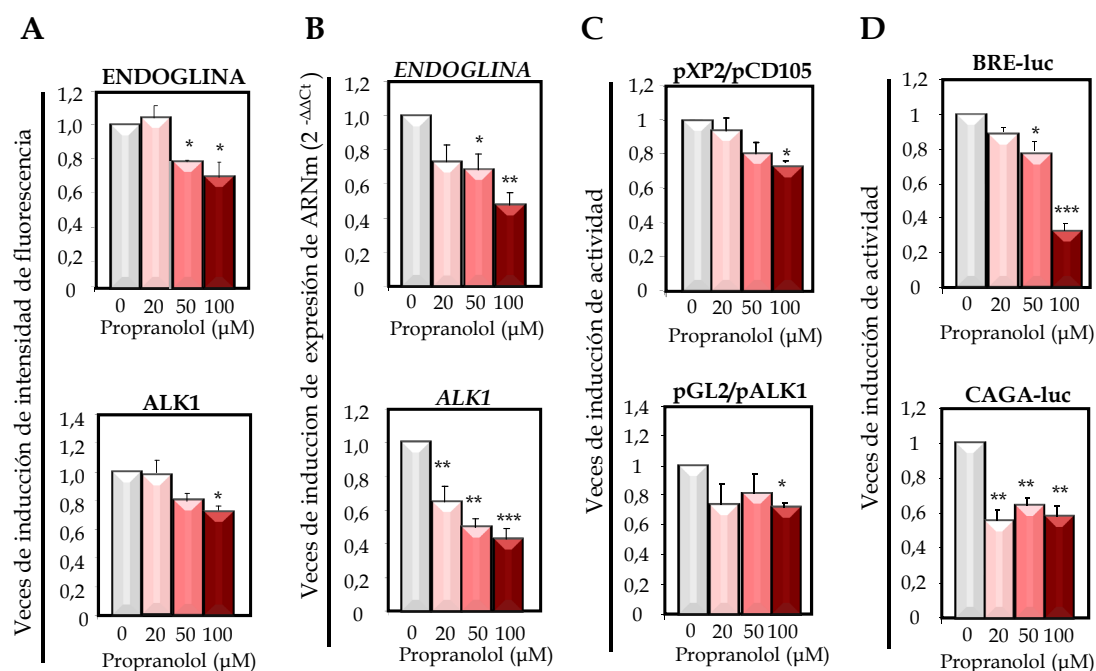 A
B
C
D
Veces de inducción de intensidad de fluorescencia
ENDOGLINA
1,2
1,0
0,8
0,6
0,4
0,2
0
* *
0 20 50 100
Propranolol (µM)
ALK1
1,4
1,2
1,0
0,8
0,6
0,4
0,2
0
*
0 20 50 100
Propranolol (µM)
Veces de induccion de expresión de ARNm (2 -ΔΔCt)
ENDOGLINA
1,2
1,0
0,8
0,6
0,4
0,2
0
* **
0 20 50 100
Propranolol (µM)
ALK1
1,2
1,0
0,8
0,6
0,4
0,2
0
** ** ***
0 20 50 100
Propranolol (µM)
Veces de inducción de actividad
pXP2/pCD105
1,2
1
0,8
0,6
0,4
0,2
0
*
0 20 50 100
Propranolol (µM)
pGL2/pALK1
1,4
1,2
1
0,8
0,6
0,4
0,2
0
*
0 20 50 100
Propranolol (µM)
Veces de inducción de actividad
BRE-luc
1,2
1
0,8
0,6
0,4
0,2
0
* ***
0 20 50 100
Propranolol (µM)
CAGA-luc
1,2
1
0,8
0,6
0,4
0,2
0
** ** **
0 20 50 100
Propranolol (µM)